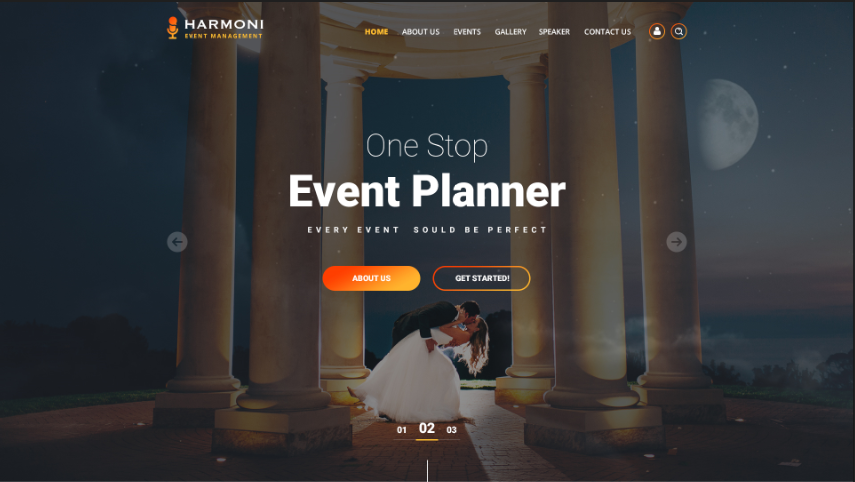 HARMONI
EVENT MANAGEMENT
HOME ABOUT US EVENTS GALLERY SPEAKER CONTACT US
One Stop
Event Planner
EVERY EVENT SOULD BE PERFECT
ABOUT US GET STARTED!
01 02 03